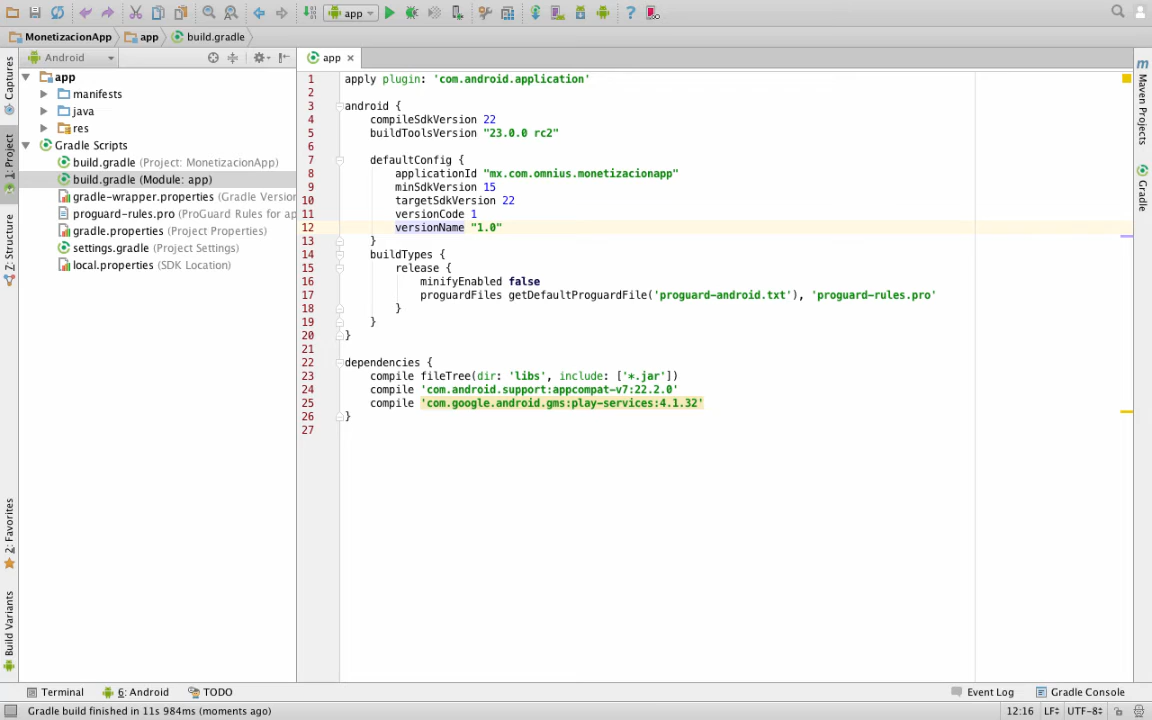 app
MonetizacionApp
app
build.gradle
Android
app
Captures
1: Project
Z: Structure
2: Favorites
Build Variants
app
manifests
java
res
Gradle Scripts
build.gradle (Project: MonetizacionApp)
build.gradle (Module: app)
gradle-wrapper.properties (Gradle Version
proguard-rules.pro (ProGuard Rules for ap
gradle.properties (Project Properties)
settings.gradle (Project Settings)
local.properties (SDK Location)
1 apply plugin: 'com.android.application'
2
3 android {
4 compileSdkVersion 22
5 buildToolsVersion "23.0.0 rc2"
6
7 defaultConfig {
8 applicationId "mx.com.omnius.monetizacionapp"
9 minSdkVersion 15
10 targetSdkVersion 22
11 versionCode 1
12 versionName "1.0"
13 }
14 buildTypes {
15 release {
16 minifyEnabled false
17 proguardFiles getDefaultProguardFile('proguard-android.txt'), 'proguard-rules.pro'
18 }
19 }
20 }
21
22 dependencies {
23 compile fileTree(dir: 'libs', include: ['*.jar'])
24 compile 'com.android.support:appcompat-v7:22.2.0'
25 compile 'com.google.android.gms:play-services:4.1.32'
26 }
27
m
Maven Projects
Gradle
Terminal
6: Android
TODO
Event Log
Gradle Console
Gradle build finished in 11s 984ms (moments ago)
12:16
LF
UTF-8